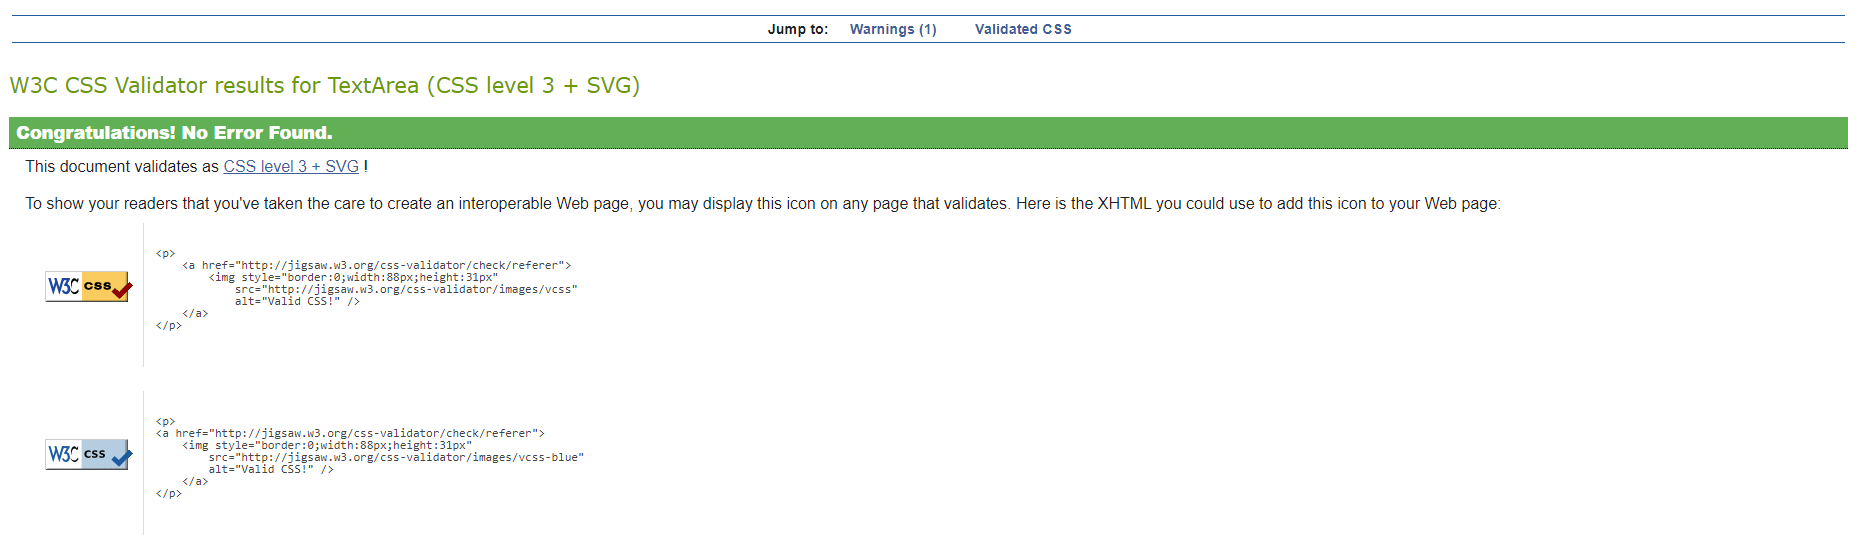 Jump to: Warnings (1) Validated CSS
W3C CSS Validator results for TextArea (CSS level 3 + SVG)
Congratulations! No Error Found.
This document validates as CSS level 3 + SVG !
To show your readers that you've taken the care to create an interoperable Web page, you may display this icon on any page that validates. Here is the XHTML you could use to add this icon to your Web page:
<p>
<a href="http://jigsaw.w3.org/css-validator/check/referer">
<img style="border:0;width:88px;height:31px"
W3C css
src="http://jigsaw.w3.org/css-validator/images/vcss"
alt="Valid CSS!" />
</a>
</p>
<p>
<a href="http://jigsaw.w3.org/css-validator/check/referer">
<img style="border:0;width:88px;height:31px"
W3C css
src="http://jigsaw.w3.org/css-validator/images/vcss-blue"
alt="Valid CSS!" />
</a>
</p>